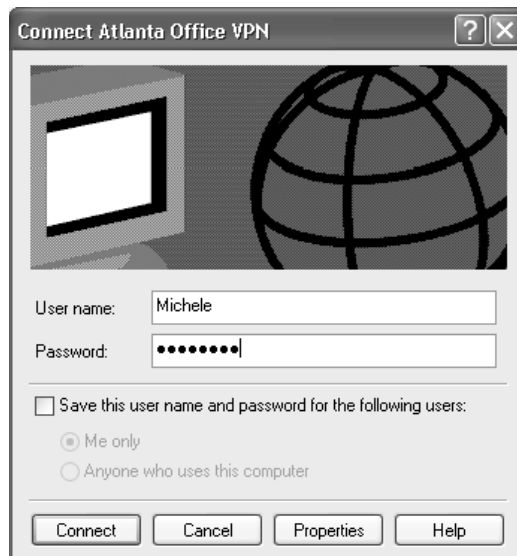 Connect Atlanta Office VPN
User name: Michele
Password: ●●●●●●●●
Save this user name and password for the following users:
Me only
Anyone who uses this computer
Connect Cancel Properties Help